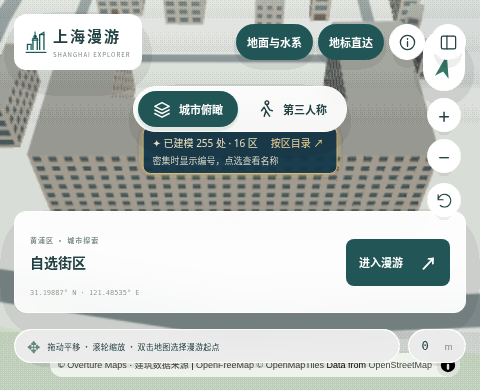 上海漫游
SHANGHAI EXPLORER
地面与水系
地标直达
城市俯瞰
第三人称
✦ 已建模 255 处 · 16 区 按区目录 ↗
密集时显示编号，点选查看名称
黄浦区 · 城市探索
自选街区
31.19887° N · 121.48535° E
进入漫游 ↗
拖动平移 · 滚轮缩放 · 双击地图选择漫游起点
0 m
© Overture Maps · 建筑数据来源 | OpenFreeMap © OpenMapTiles Data from OpenStreetMap